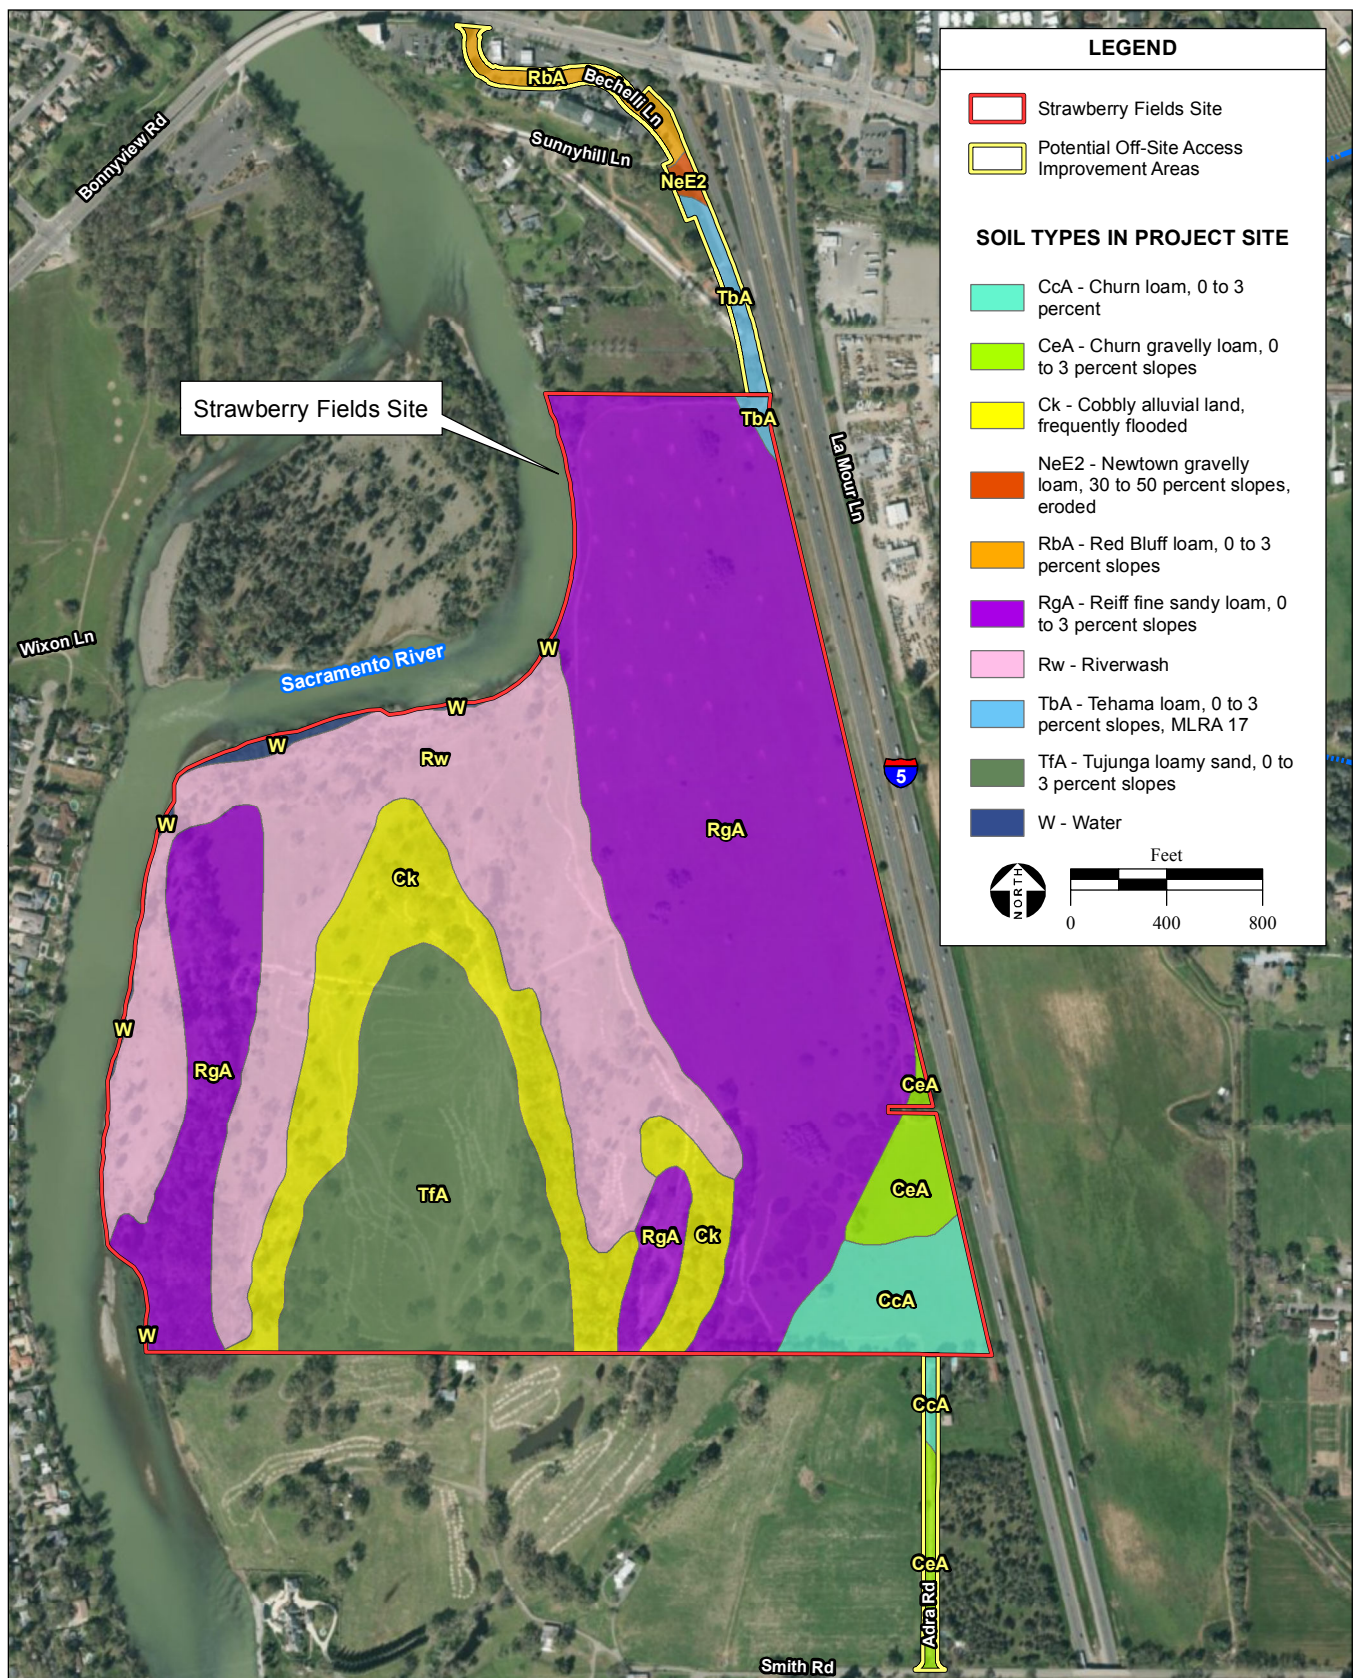 LEGEND
Strawberry Fields Site
Potential Off-Site Access
Improvement Areas
SOIL TYPES IN PROJECT SITE
CcA - Churn loam, 0 to 3
percent
CeA - Churn gravelly loam, 0
to 3 percent slopes
Ck - Cobbly alluvial land,
frequently flooded
NeE2 - Newtown gravelly
loam, 30 to 50 percent slopes,
eroded
RbA - Red Bluff loam, 0 to 3
percent slopes
RgA - Reiff fine sandy loam, 0
to 3 percent slopes
Rw - Riverwash
TbA - Tehama loam, 0 to 3
percent slopes, MLRA 17
TfA - Tujunga loamy sand, 0 to
3 percent slopes
W - Water
NORTH
Feet
0 400 800
RbA
Bechelli Ln
Bonnyview Rd
Sunnyhill Ln
NeE2
TbA
Strawberry Fields Site
TbA
La Mour Ln
Wixon Ln
Sacramento River
W
W
W
Rw
5
W
RgA
Ck
W
RgA
CeA
CeA
TfA
RgA
Ck
CcA
W
CcA
CeA
Adra Rd
Smith Rd